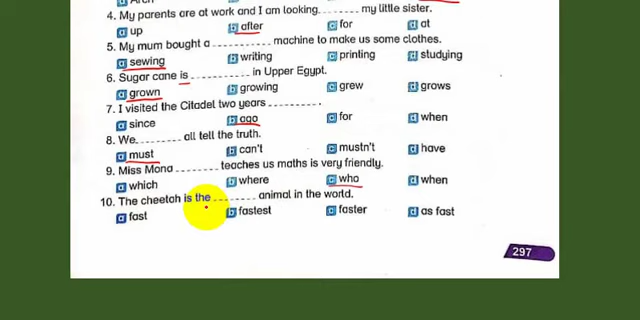 4. My parents are at work and I am looking ........ my little sister.
a up b after c for d at
5. My mum bought a .......... machine to make us some clothes.
a sewing b writing c printing d studying
6. Sugar cane is .......... in Upper Egypt.
a grown b growing c grew d grows
7. I visited the Citadel two years .......... .
a since b ago c for d when
8. We .......... all tell the truth.
a must b can't c mustn't d have
9. Miss Mona .......... teaches us maths is very friendly.
a which b where c who d when
10. The cheetah is the .......... animal in the world.
a fast b fastest c faster d as fast
297